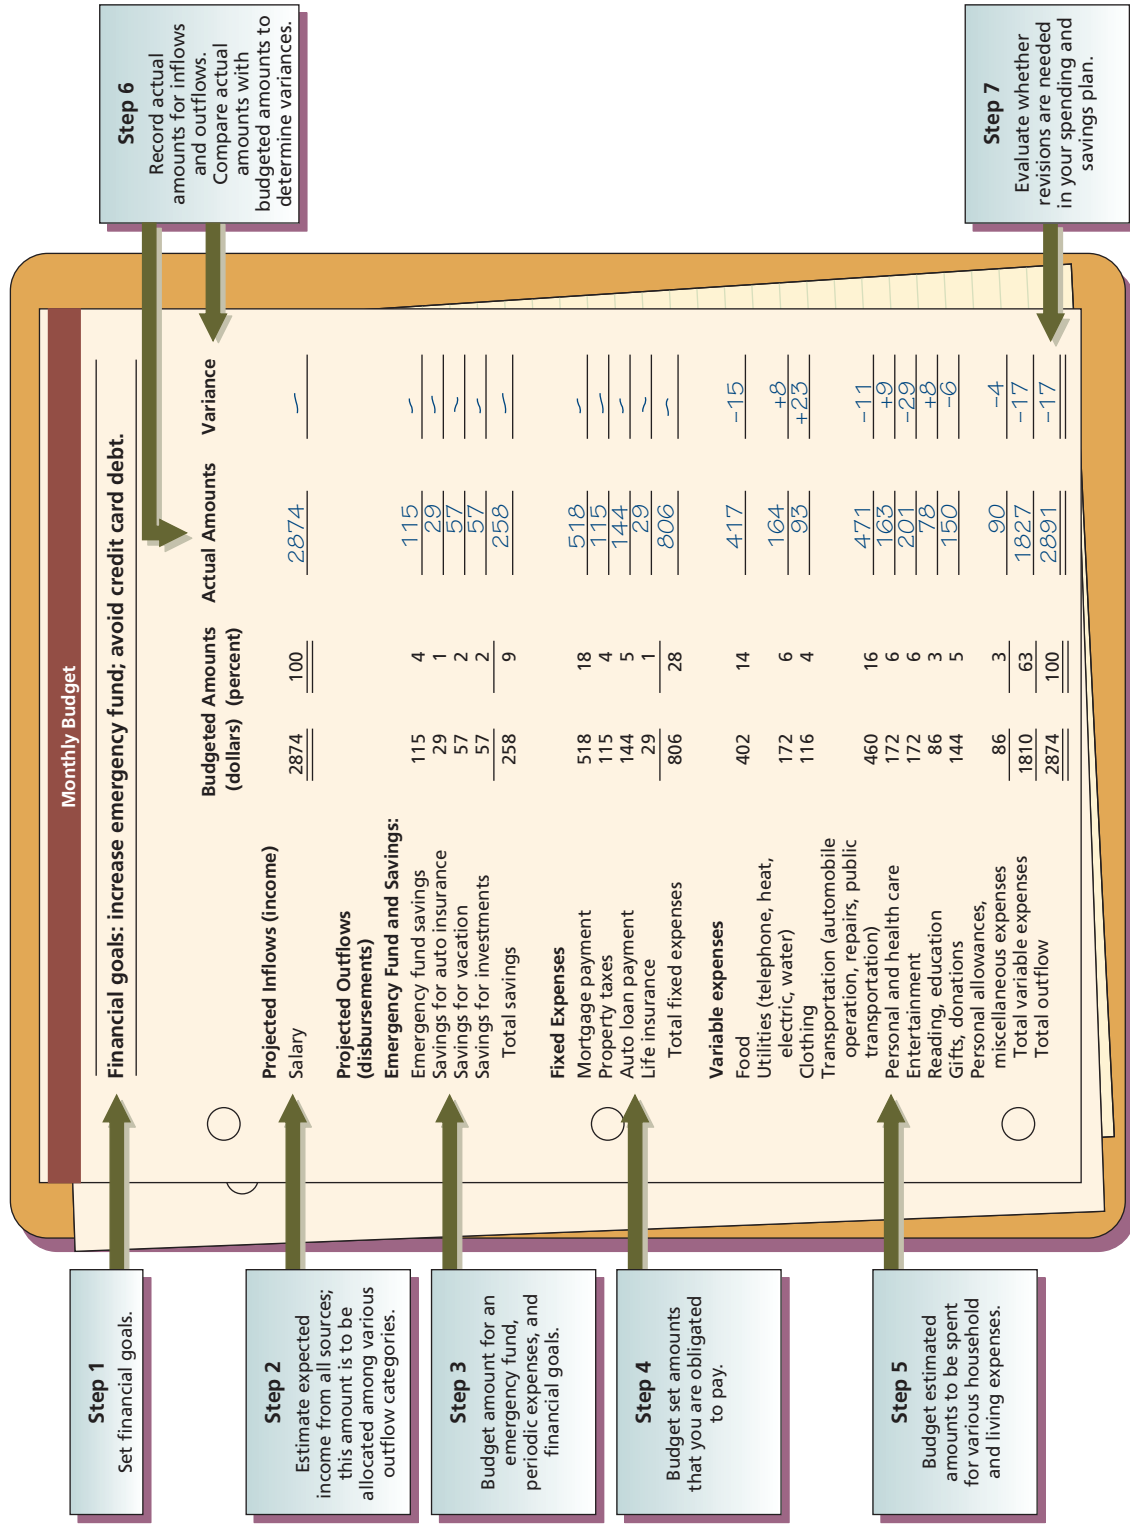 Step 1
Set financial goals.
Step 2
Estimate expected
income from all sources;
this amount is to be
allocated among various
outflow categories.
Step 3
Budget amount for an
emergency fund,
periodic expenses, and
financial goals.
Step 4
Budget set amounts
that you are obligated
to pay.
Step 5
Budget estimated
amounts to be spent
for various household
and living expenses.
Monthly Budget
Financial goals: increase emergency fund; avoid credit card debt.
Budgeted Amounts Actual Amounts Variance
(dollars) (percent)
Projected Inflows (income)
Salary 2874 100 2874 –
Projected Outflows
(disbursements)
Emergency Fund and Savings:
Emergency fund savings 115 4 115 –
Savings for auto insurance 29 1 29 –
Savings for vacation 57 2 57 –
Savings for investments 57 2 57 –
Total savings 258 9 258 –
Fixed Expenses
Mortgage payment 518 18 518 –
Property taxes 115 4 115 –
Auto loan payment 144 5 144 –
Life insurance 29 1 29 –
Total fixed expenses 806 28 806 –
Variable expenses
Food 402 14 417 –15
Utilities (telephone, heat,
electric, water) 172 6 164 +8
Clothing 116 4 93 +23
Transportation (automobile
operation, repairs, public
transportation) 460 16 471 –11
Personal and health care 172 6 163 +9
Entertainment 172 6 201 –29
Reading, education 86 3 78 +8
Gifts, donations 144 5 150 –6
Personal allowances,
miscellaneous expenses 86 3 90 –4
Total variable expenses 1810 63 1827 –17
Total outflow 2874 100 2891 –17
Step 6
Record actual
amounts for inflows
and outflows.
Compare actual
amounts with
budgeted amounts to
determine variances.
Step 7
Evaluate whether
revisions are needed
in your spending and
savings plan.